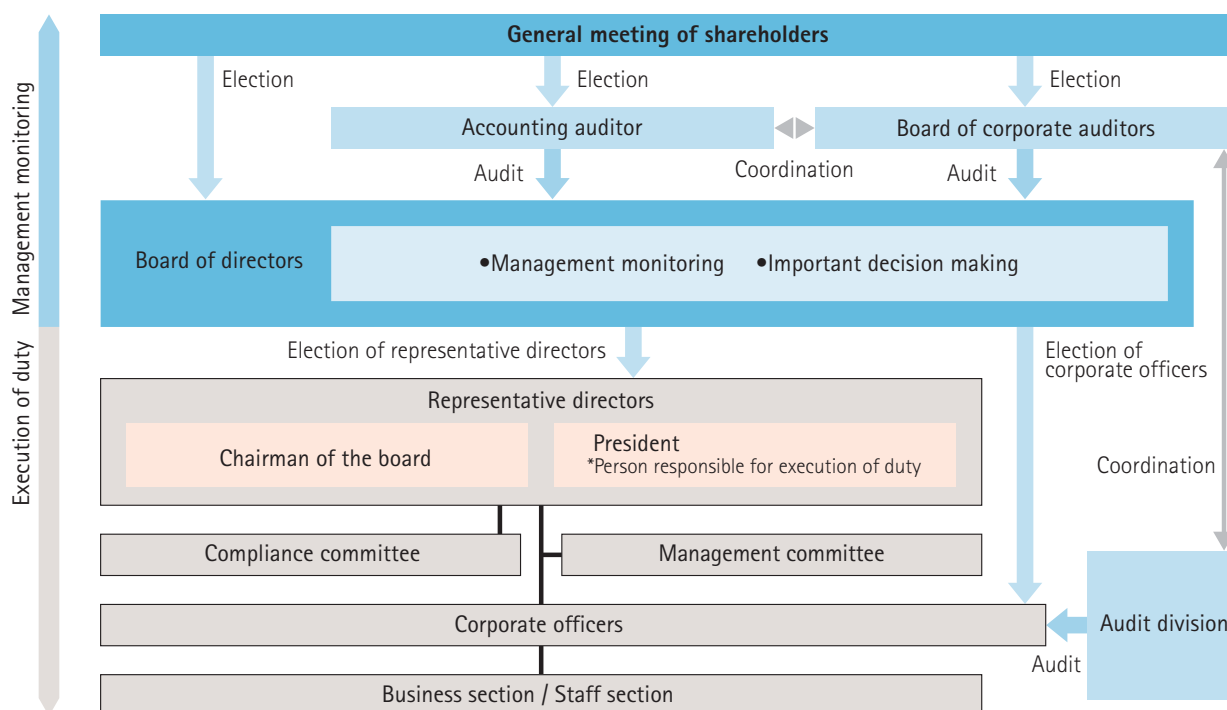 General meeting of shareholders
Election
Election
Election
Accounting auditor
Board of corporate auditors
Coordination
Audit
Audit
Management monitoring
Board of directors
•Management monitoring •Important decision making
Election of representative directors
Election of
corporate officers
Execution of duty
Representative directors
Chairman of the board
President
*Person responsible for execution of duty
Coordination
Compliance committee
Management committee
Corporate officers
Audit division
Audit
Business section / Staff section